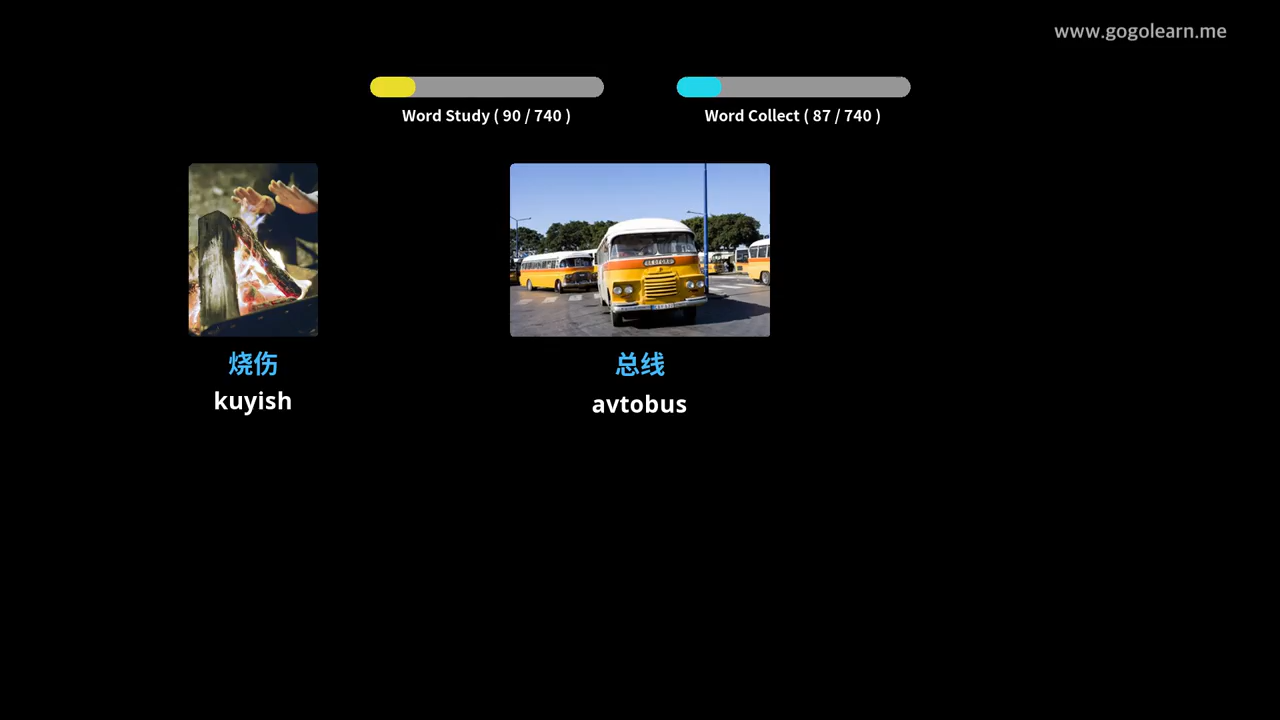 www.gogolearn.me
Word Study ( 90 / 740 )
Word Collect ( 87 / 740 )
烧伤
kuyish
总线
avtobus